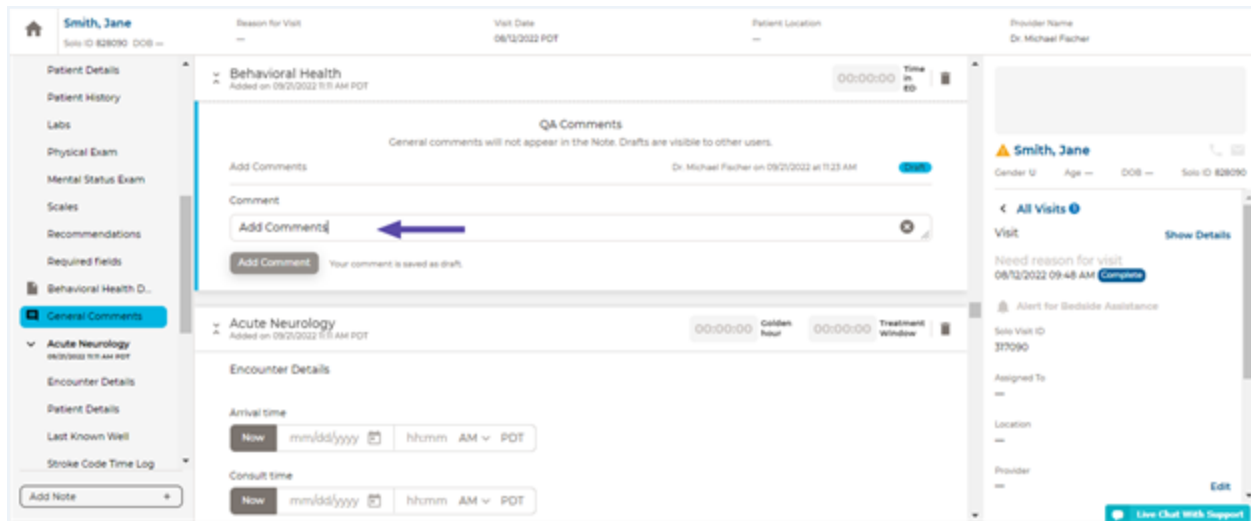 Smith, Jane
Solo ID 828090 DOB —
Reason for Visit
—
Visit Date
08/12/2022 PDT
Patient Location
—
Provider Name
Dr. Michael Fischer
Patient Details
Patient History
Labs
Physical Exam
Mental Status Exam
Scales
Recommendations
Required fields
Behavioral Health D...
General Comments
Acute Neurology
09/21/2022 11:11 AM PDT
Encounter Details
Patient Details
Last Known Well
Stroke Code Time Log
Add Note +
Behavioral Health
Added on 09/21/2022 11:11 AM PDT
00:00:00 Time in ED
QA Comments
General comments will not appear in the Note. Drafts are visible to other users.
Add Comments Dr. Michael Fischer on 09/21/2022 at 11:23 AM Draft
Comment
Add Comments
Add Comment Your comment is saved as draft.
Acute Neurology
Added on 09/21/2022 11:11 AM PDT
00:00:00 Golden hour 00:00:00 Treatment Window
Encounter Details
Arrival time
Now mm/dd/yyyy hh:mm AM PDT
Consult time
Now mm/dd/yyyy hh:mm AM PDT
Smith, Jane
Gender U Age — DOB — Solo ID 828090
All Visits
Visit Show Details
Need reason for visit
08/12/2022 09:48 AM Complete
Alert for Bedside Assistance
Solo Visit ID
317090
Assigned To
—
Location
—
Provider
—
Edit
Live Chat With Support